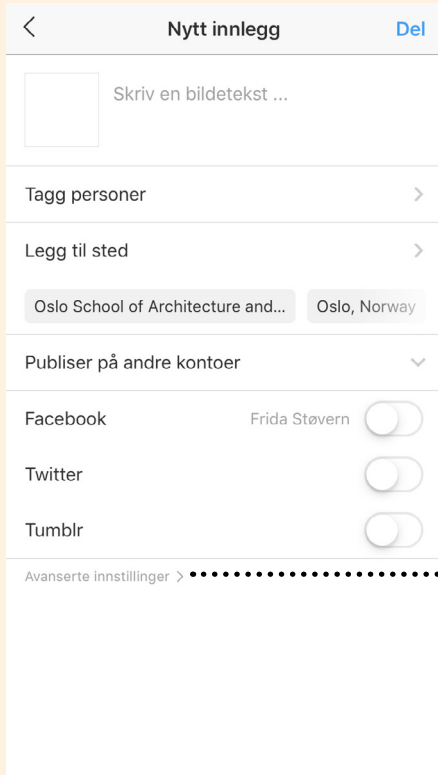 Nytt innlegg
Del
Skriv en bildetekst ...
Tagg personer
Legg til sted
Oslo School of Architecture and...
Oslo, Norway
Publiser på andre kontoer
Facebook
Frida Støvern
Twitter
Tumblr
Avanserte innstillinger